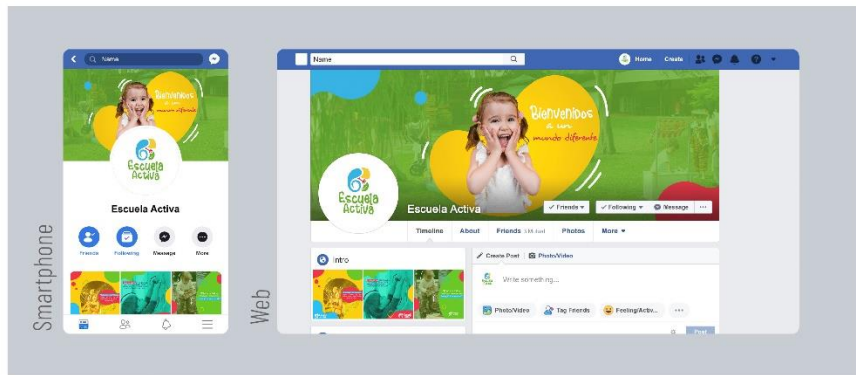 Smartphone
Name
Bienvenidos
a un
mundo diferente
Escuela
Activa
Escuela Activa
Friends
Following
Message
More
Web
Name
Home
Create
Bienvenidos
a un
mundo diferente
Escuela
Activa
Escuela Activa
Friends
Following
Message
Timeline
About
Friends
Photos
More
Intro
Create Post
Photo/Video
Write something...
Photo/Video
Tag Friends
Feeling/Activ...
Post